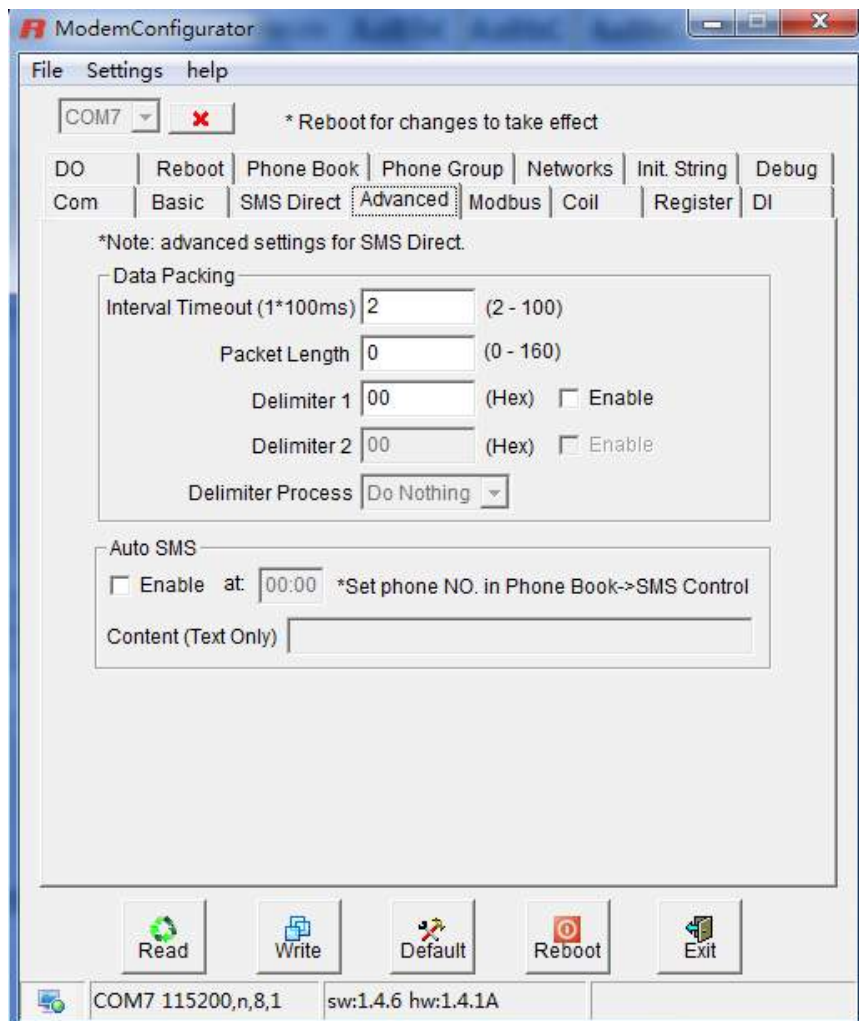 ModemConfigurator
File Settings help
COM7 * Reboot for changes to take effect
DO Reboot Phone Book Phone Group Networks Init. String Debug
Com Basic SMS Direct Advanced Modbus Coil Register DI
*Note: advanced settings for SMS Direct.
Data Packing
Interval Timeout (1*100ms) 2 (2 - 100)
Packet Length 0 (0 - 160)
Delimiter 1 00 (Hex) Enable
Delimiter 2 00 (Hex) Enable
Delimiter Process Do Nothing
Auto SMS
Enable at: 00:00 *Set phone NO. in Phone Book->SMS Control
Content (Text Only)
Read Write Default Reboot Exit
COM7 115200,n,8,1 sw:1.4.6 hw:1.4.1A